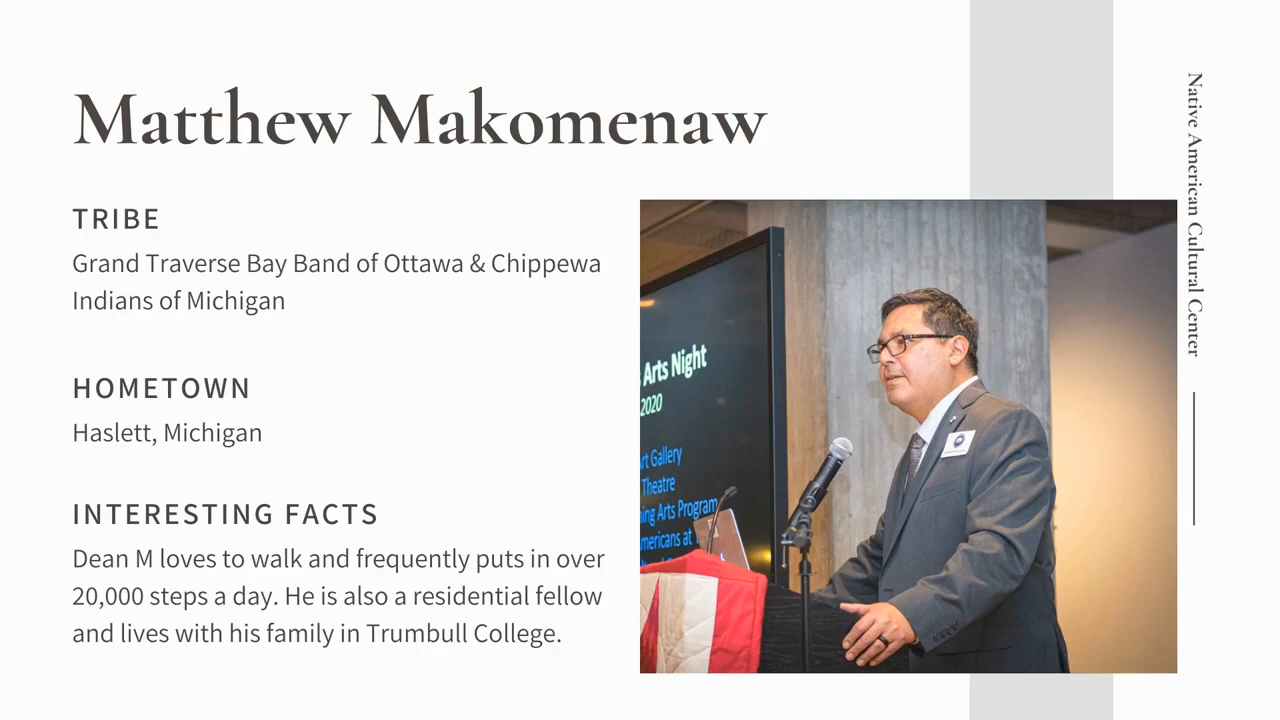 Matthew Makomenaw
TRIBE
Grand Traverse Bay Band of Ottawa & Chippewa
Indians of Michigan
HOMETOWN
Haslett, Michigan
INTERESTING FACTS
Dean M loves to walk and frequently puts in over
20,000 steps a day. He is also a residential fellow
and lives with his family in Trumbull College.
Arts Night
2020
Art Gallery
Theatre
ing Arts Program
mericans at
Native American Cultural Center